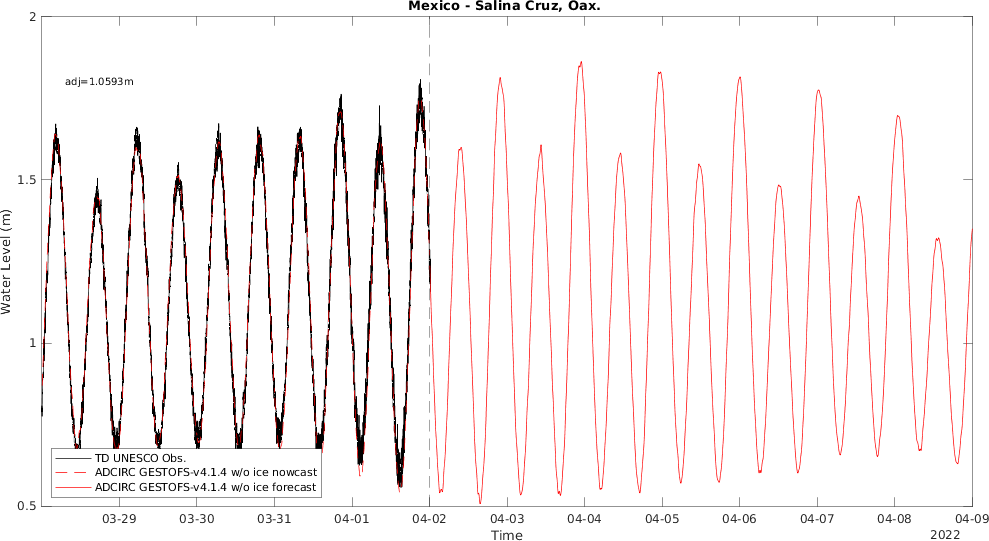 Mexico - Salina Cruz, Oax.
2
adj=1.0593m
1.5
Water Level (m)
1
TD UNESCO Obs.
ADCIRC GESTOFS-v4.1.4 w/o ice nowcast
ADCIRC GESTOFS-v4.1.4 w/o ice forecast
0.5
03-29 03-30 03-31 04-01 04-02 04-03 04-04 04-05 04-06 04-07 04-08 04-09
Time
2022